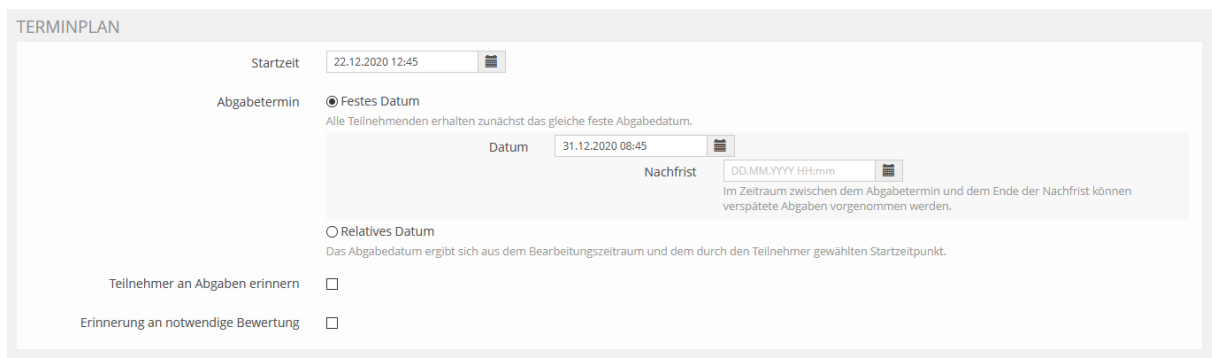 TERMINPLAN
Startzeit 22.12.2020 12:45
Abgabetermin Festes Datum
Alle Teilnehmenden erhalten zunächst das gleiche feste Abgabedatum.
Datum 31.12.2020 08:45
Nachfrist DD.MM.YYYY HH:mm
Im Zeitraum zwischen dem Abgabetermin und dem Ende der Nachfrist können
verspätete Abgaben vorgenommen werden.
Relatives Datum
Das Abgabedatum ergibt sich aus dem Bearbeitungszeitraum und dem durch den Teilnehmer gewählten Startzeitpunkt.
Teilnehmer an Abgaben erinnern
Erinnerung an notwendige Bewertung